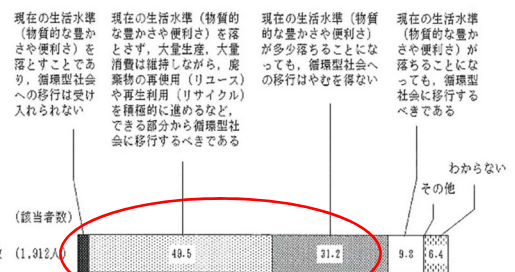 現在の生活水準
（物質的な豊か
さや便利さ）を
落とすことであ
り、循環型社会
への移行は受け
入れられない
現在の生活水準（物質的
な豊かさや便利さ）を落
とさず，大量生産，大量
消費は維持しながら，廃
棄物の再使用（リユース）
や再生利用（リサイクル）
を積極的に進めるなど，
できる部分から循環型社
会に移行するべきである
現在の生活水準（物質
的な豊かさや便利さ）
が多少落ちることにな
っても，循環型社会へ
の移行はやむを得ない
現在の生活水準
（物質的な豊か
さや便利さ）が
落ちることにな
っても，循環型
社会に移行する
べきである
わからない
その他
（該当者数）
（1,912人）
49.5
31.2
9.8
6.4